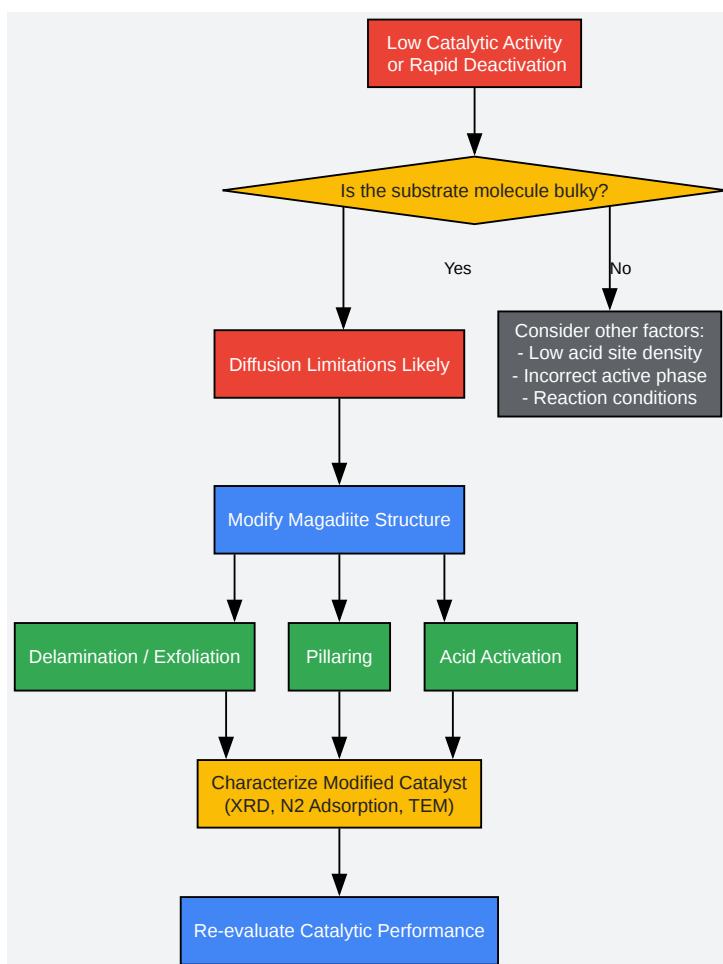 Low Catalytic Activity
or Rapid Deactivation
Is the substrate molecule bulky?
Yes
No
Diffusion Limitations Likely
Consider other factors:
- Low acid site density
- Incorrect active phase
- Reaction conditions
Modify Magadiite Structure
Delamination / Exfoliation
Pillaring
Acid Activation
Characterize Modified Catalyst
(XRD, N2 Adsorption, TEM)
Re-evaluate Catalytic Performance